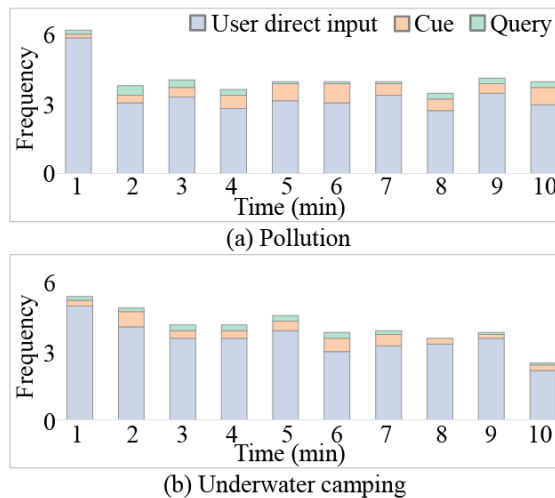 User direct input Cue Query
6
3
0
Frequency
1 2 3 4 5 6 7 8 9 10
Time (min)
(a) Pollution
6
3
0
Frequency
1 2 3 4 5 6 7 8 9 10
Time (min)
(b) Underwater camping